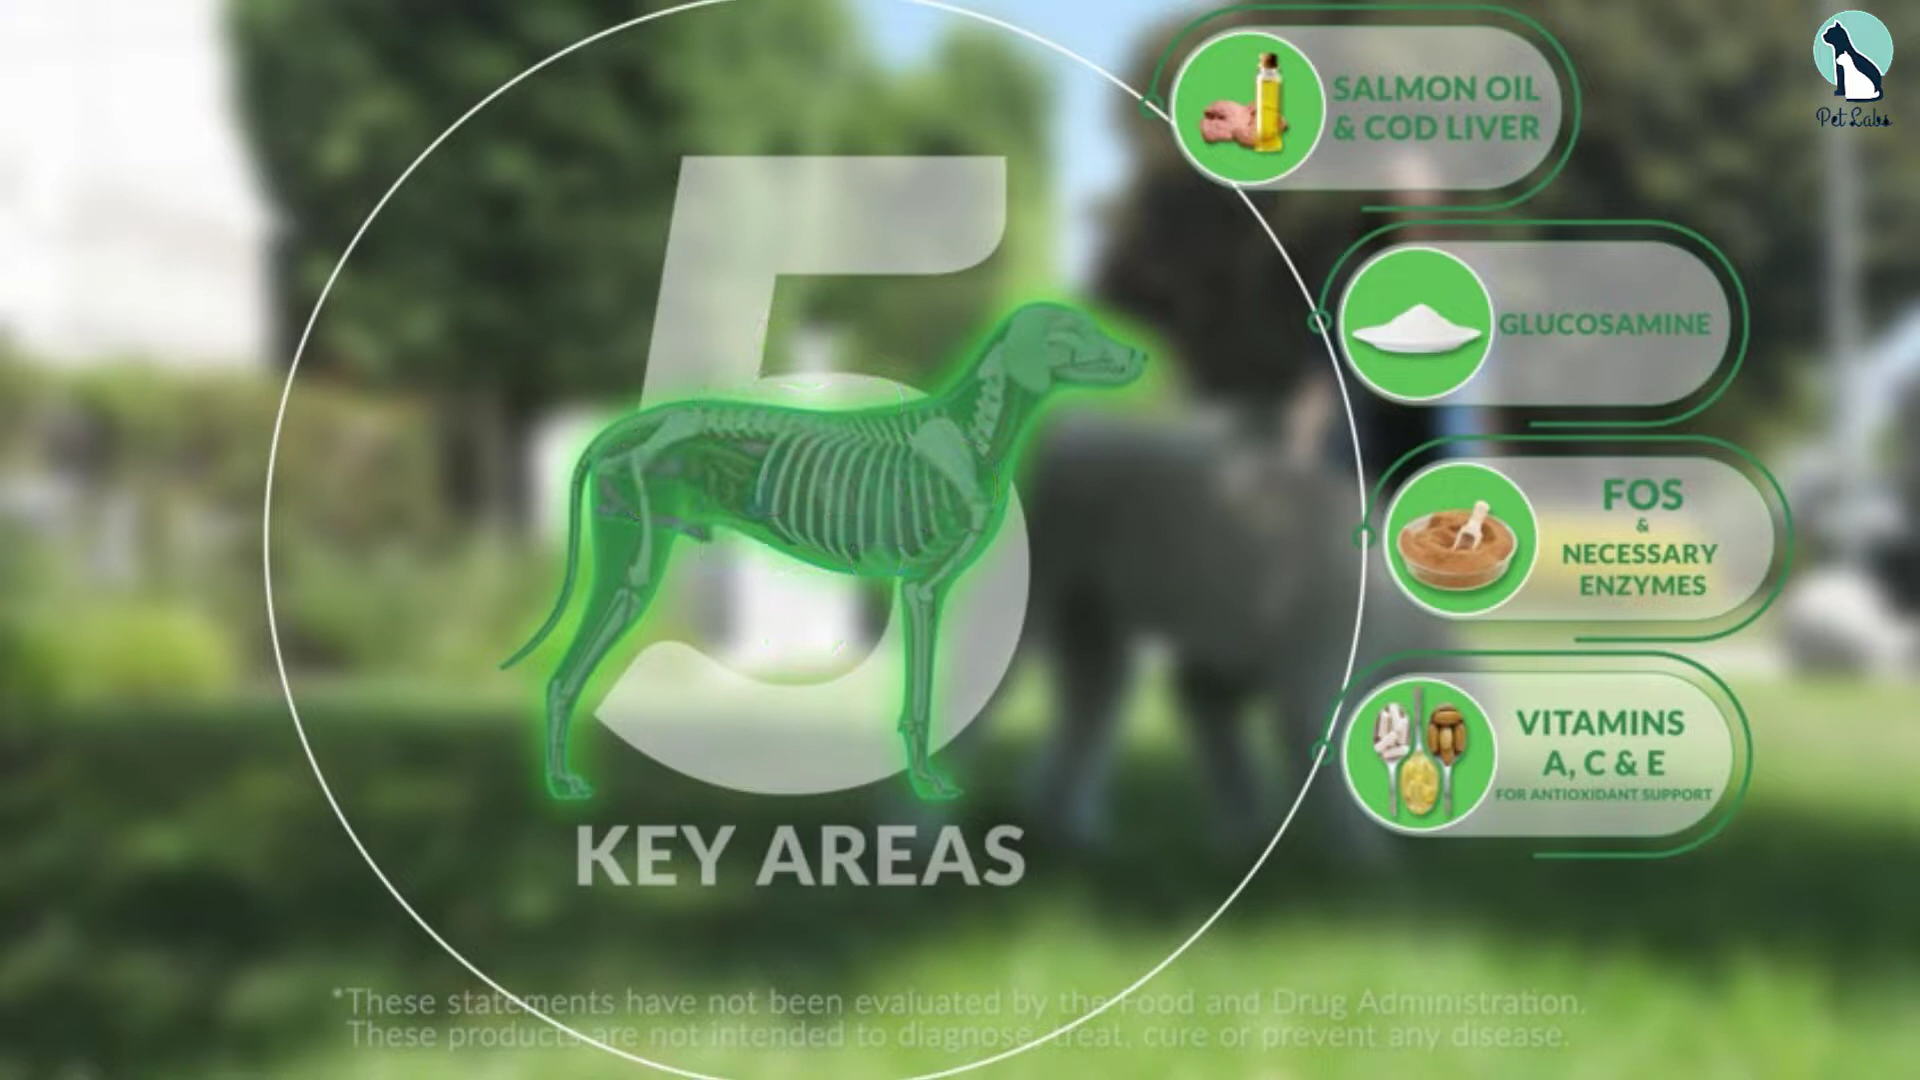 Pet Labs
SALMON OIL
& COD LIVER
GLUCOSAMINE
FOS
&
NECESSARY
ENZYMES
VITAMINS
A, C & E
FOR ANTIOXIDANT SUPPORT
5
KEY AREAS
*These statements have not been evaluated by the Food and Drug Administration.
These products are not intended to diagnose, treat, cure or prevent any disease.